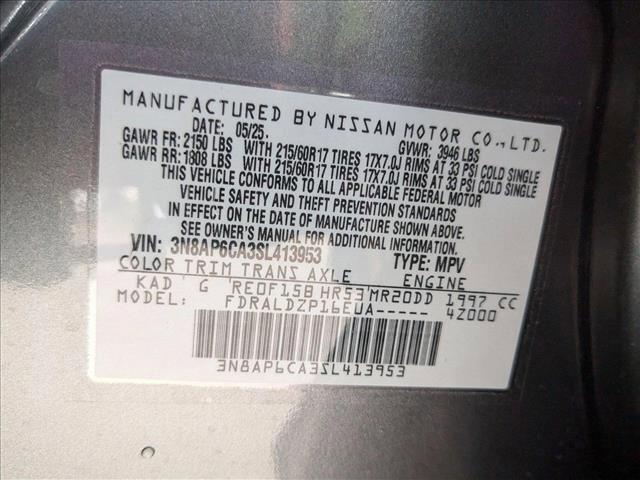 MANUFACTURED BY NISSAN MOTOR CO., LTD.
DATE: 05/25. GVWR: 3946 LBS
GAWR FR: 2150 LBS WITH 215/60R17 TIRES 17X7.0J RIMS AT 33 PSI COLD SINGLE
GAWR RR: 1808 LBS WITH 215/60R17 TIRES 17X7.0J RIMS AT 33 PSI COLD SINGLE
THIS VEHICLE CONFORMS TO ALL APPLICABLE FEDERAL MOTOR
VEHICLE SAFETY AND THEFT PREVENTION STANDARDS
IN EFFECT ON THE DATE OF MANUFACTURE SHOWN ABOVE.
SEE OWNER'S MANUAL FOR ADDITIONAL INFORMATION.
VIN: 3N8AP6CA3SL413953 TYPE: MPV
COLOR TRIM TRANS AXLE ENGINE
KAD G RE0F15B HR53 MR20DD 1997 CC
MODEL: FDRALDZP16EUA----- 4Z000
3N8AP6CA3SL413953